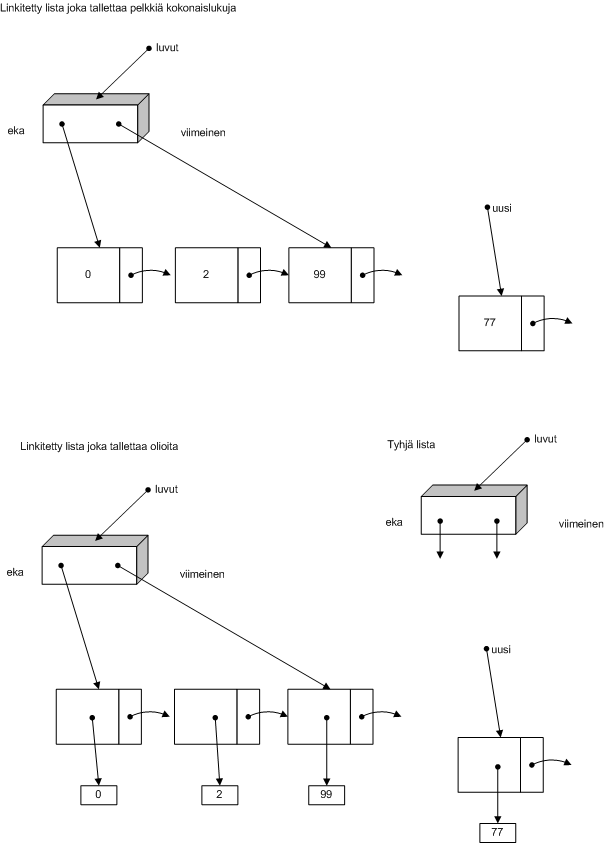 Linkitetty lista joka tallettaa pelkkiä kokonaislukuja
luvut
eka
viimeinen
uusi
0
2
99
77
Linkitetty lista joka tallettaa olioita
Tyhjä lista
luvut
luvut
eka
viimeinen
eka
viimeinen
uusi
0
2
99
77